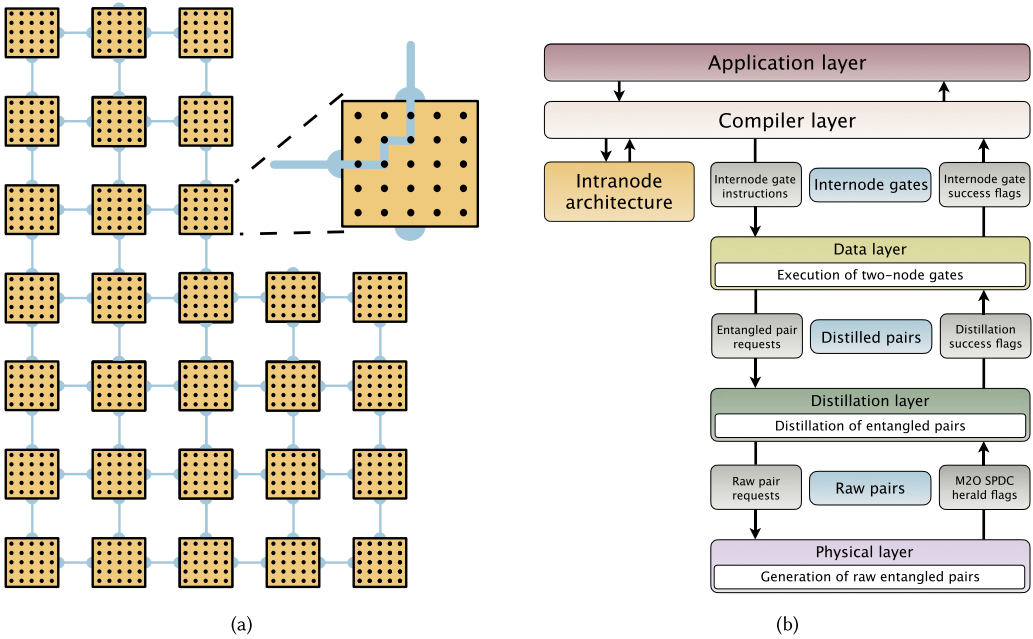 Application layer
Compiler layer
Intranode
architecture
Internode gate
instructions
Internode gates
Internode gate
success flags
Data layer
Execution of two-node gates
Entangled pair
requests
Distilled pairs
Distillation
success flags
Distillation layer
Distillation of entangled pairs
Raw pair
requests
Raw pairs
M2O SPDC
herald flags
Physical layer
Generation of raw entangled pairs
(a)
(b)